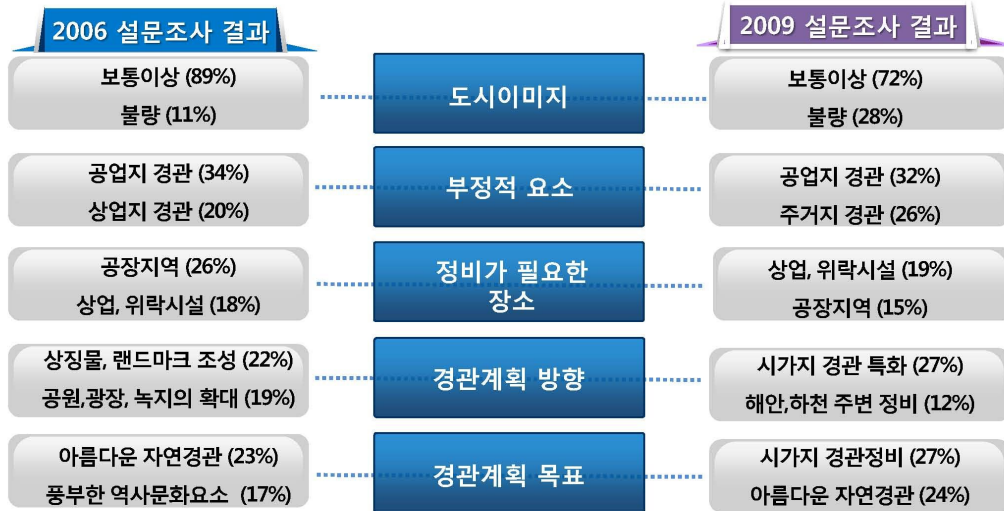 2006 설문조사 결과
2009 설문조사 결과
보통이상 (89%)
불량 (11%)
도시이미지
보통이상 (72%)
불량 (28%)
공업지 경관 (34%)
상업지 경관 (20%)
부정적 요소
공업지 경관 (32%)
주거지 경관 (26%)
공장지역 (26%)
상업, 위락시설 (18%)
정비가 필요한
장소
상업, 위락시설 (19%)
공장지역 (15%)
상징물, 랜드마크 조성 (22%)
공원,광장, 녹지의 확대 (19%)
경관계획 방향
시가지 경관 특화 (27%)
해안,하천 주변 정비 (12%)
아름다운 자연경관 (23%)
풍부한 역사문화요소 (17%)
경관계획 목표
시가지 경관정비 (27%)
아름다운 자연경관 (24%)